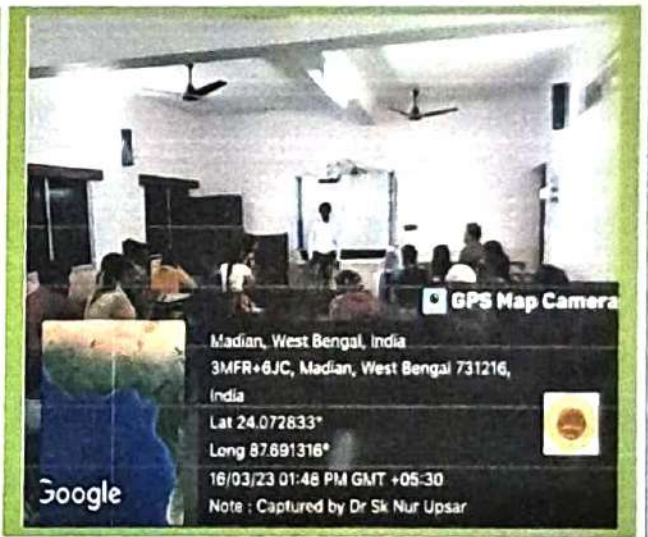 GPS Map Camera
Madian, West Bengal, India
3MFR+6JC, Madian, West Bengal 731216,
India
Lat 24.072833°
Long 87.691316°
16/03/23 01:48 PM GMT +05:30
Note : Captured by Dr Sk Nur Upsar
Google